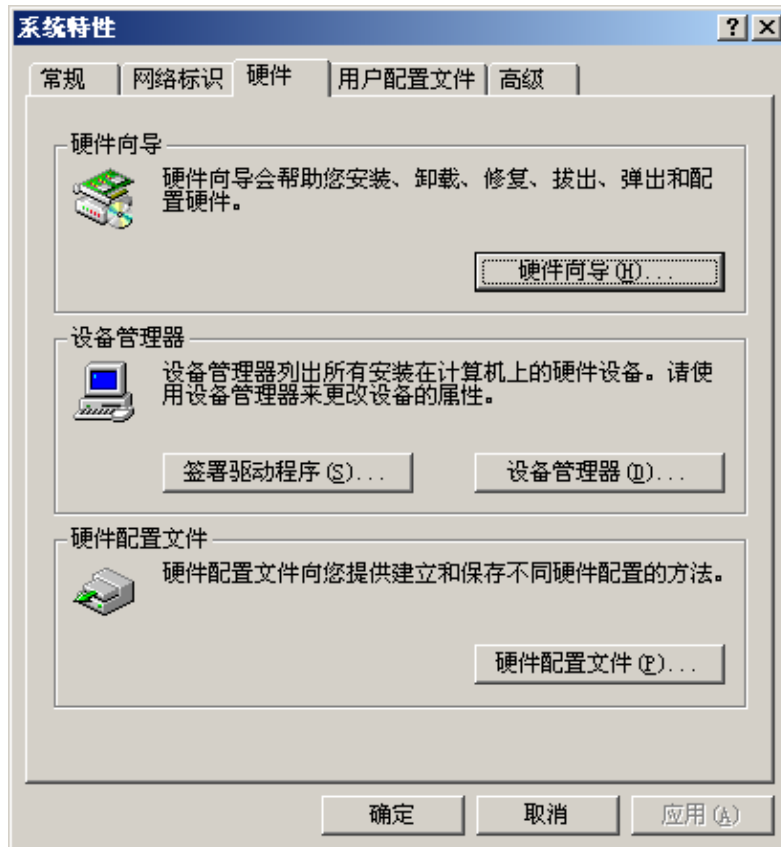 系统特性
常规 网络标识 硬件 用户配置文件 高级
硬件向导
硬件向导会帮助您安装、卸载、修复、拔出、弹出和配
置硬件。
硬件向导(H)...
设备管理器
设备管理器列出所有安装在计算机上的硬件设备。请使
用设备管理器来更改设备的属性。
签署驱动程序(S)... 设备管理器(D)...
硬件配置文件
硬件配置文件向您提供建立和保存不同硬件配置的方法。
硬件配置文件(P)...
确定 取消 应用(A)